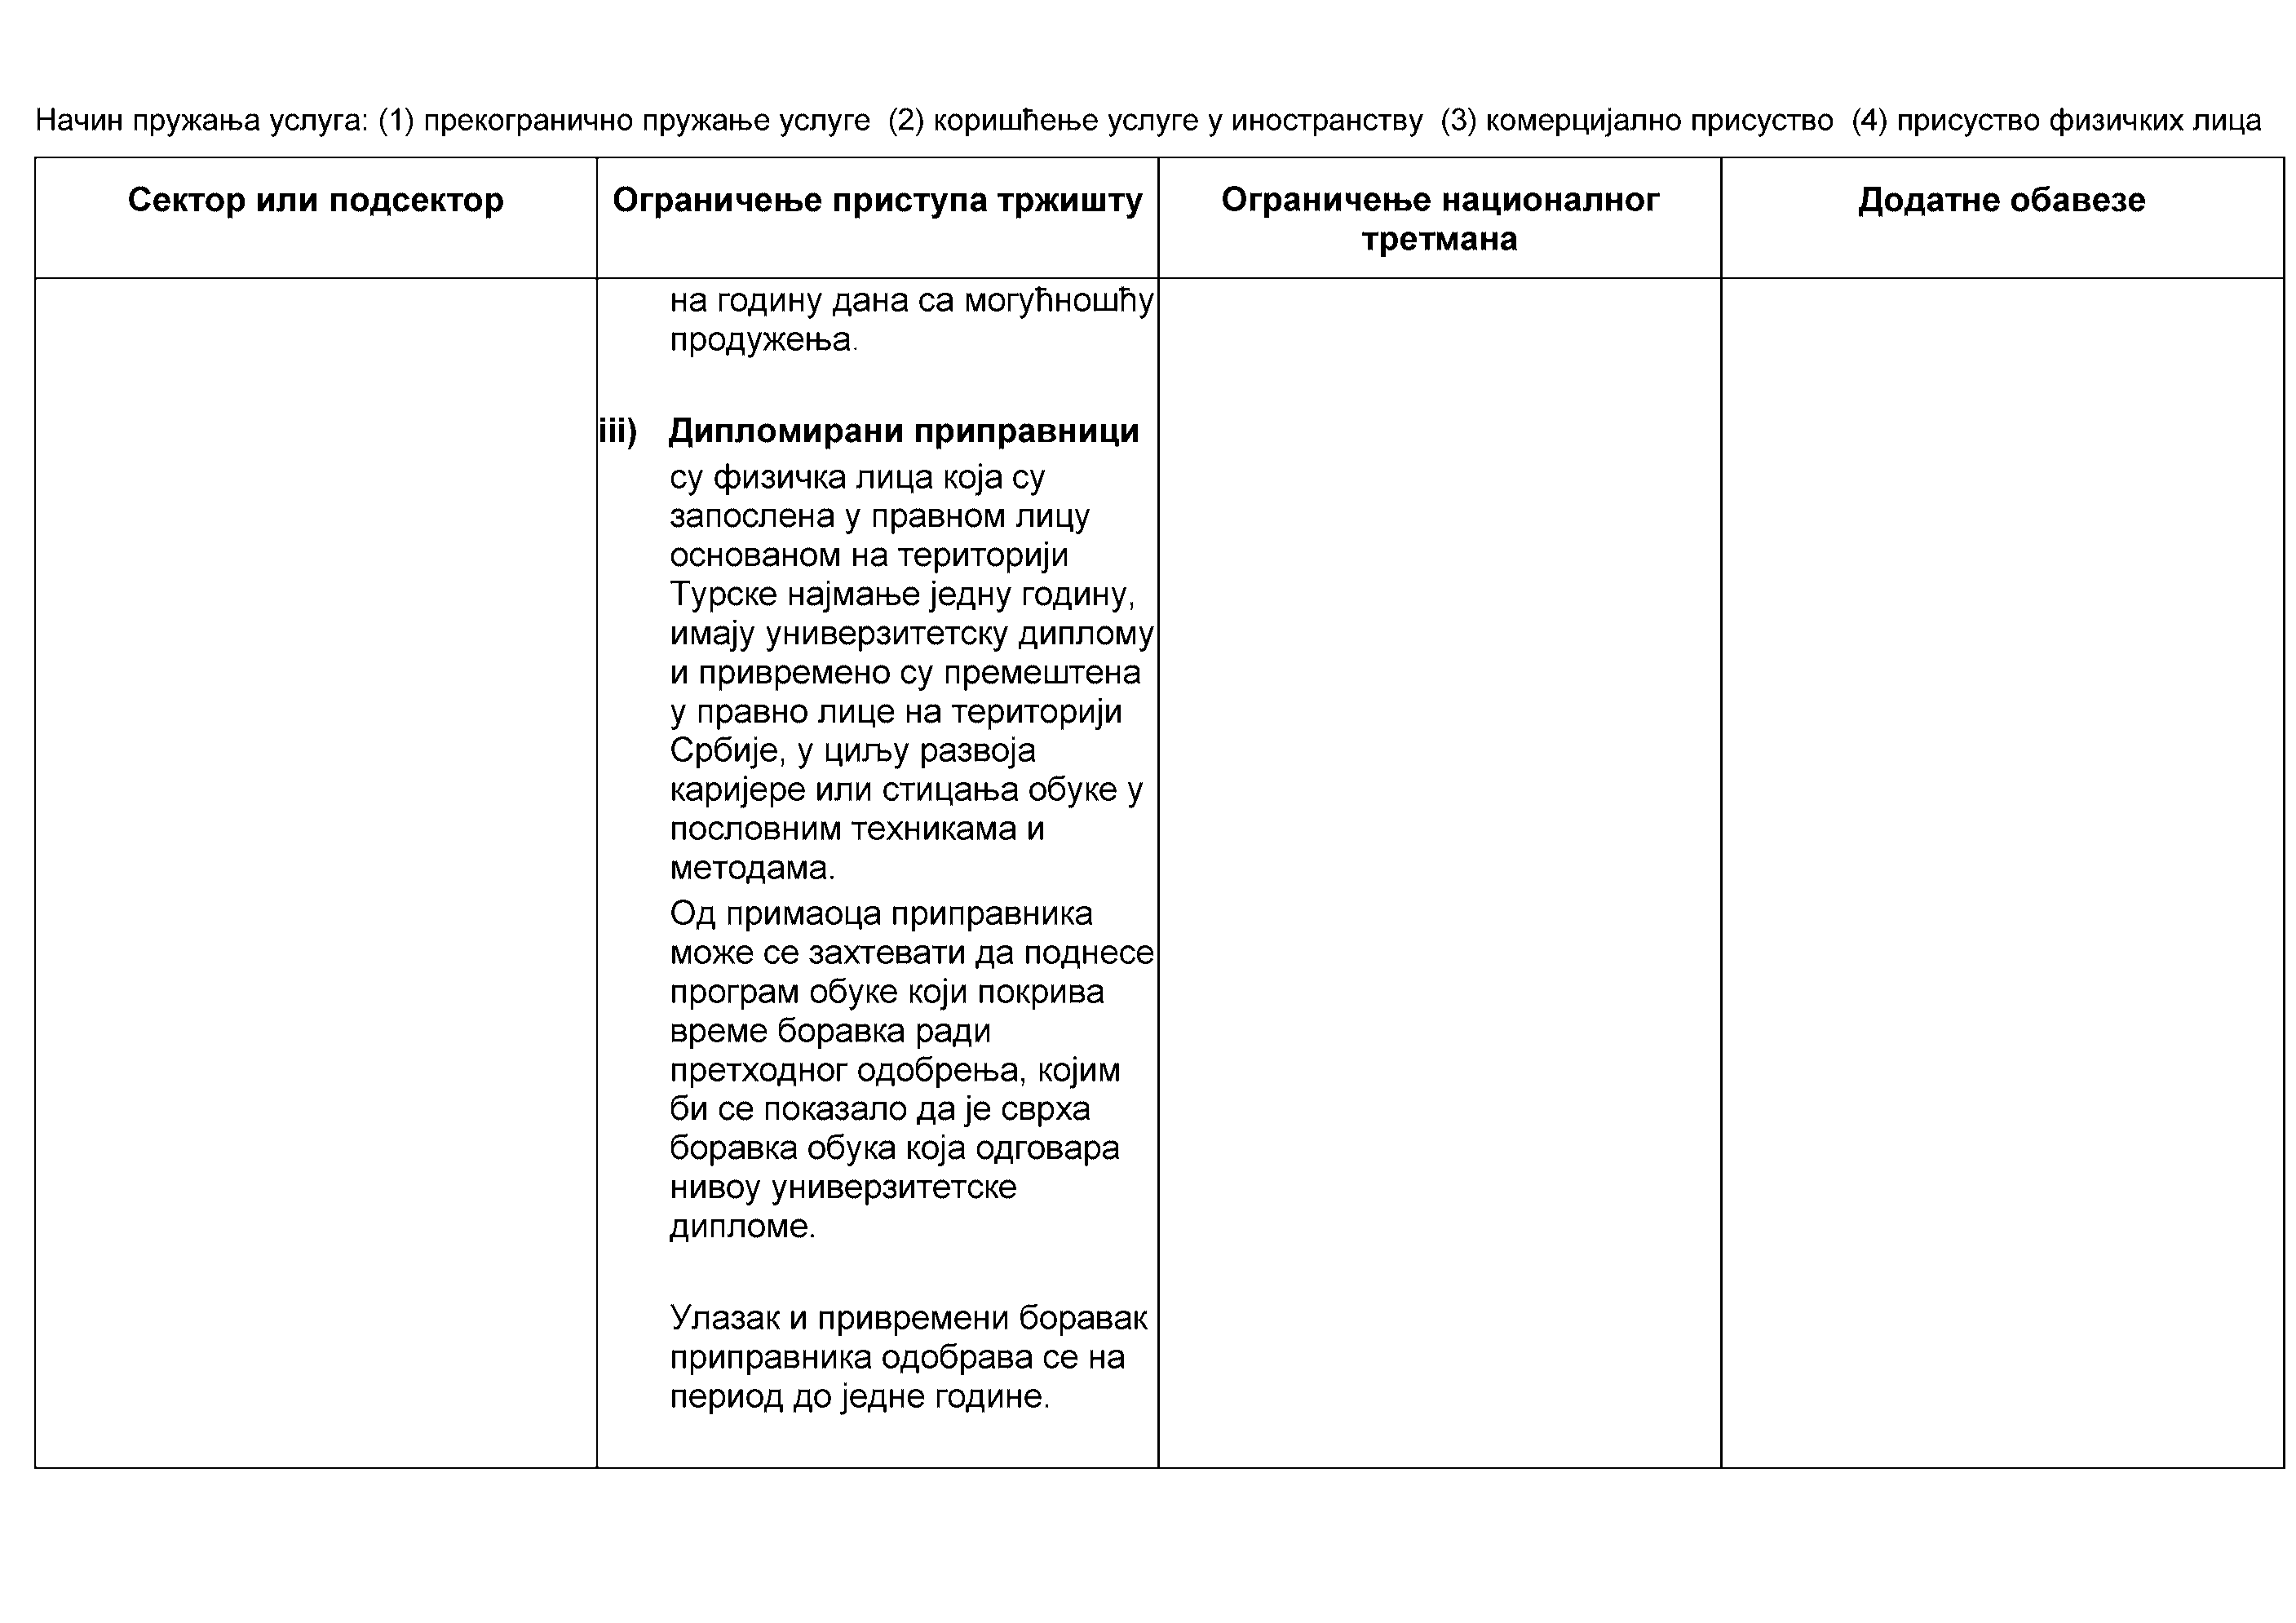 Начин пружања услуга: (1) прекогранично пружање услуге (2) коришћење услуге у иностранству (3) комерцијално присуство (4) присуство физичких лица
Сектор или подсектор
Ограничење приступа тржишту
Ограничење националног
третмана
Додатне обавезе
на годину дана са могућношћу
продужења.
iii) Дипломирани приправници
су физичка лица која су
запослена у правном лицу
основаном на територији
Турске најмање једну годину,
имају универзитетску диплому
и привремено су премештена
у правно лице на територији
Србије, у циљу развоја
каријере или стицања обуке у
пословним техникама и
методама.
Од примаоца приправника
може се захтевати да поднесе
програм обуке који покрива
време боравка ради
претходног одобрења, којим
би се показало да је сврха
боравка обука која одговара
нивоу универзитетске
дипломе.
Улазак и привремени боравак
приправника одобрава се на
период до једне године.